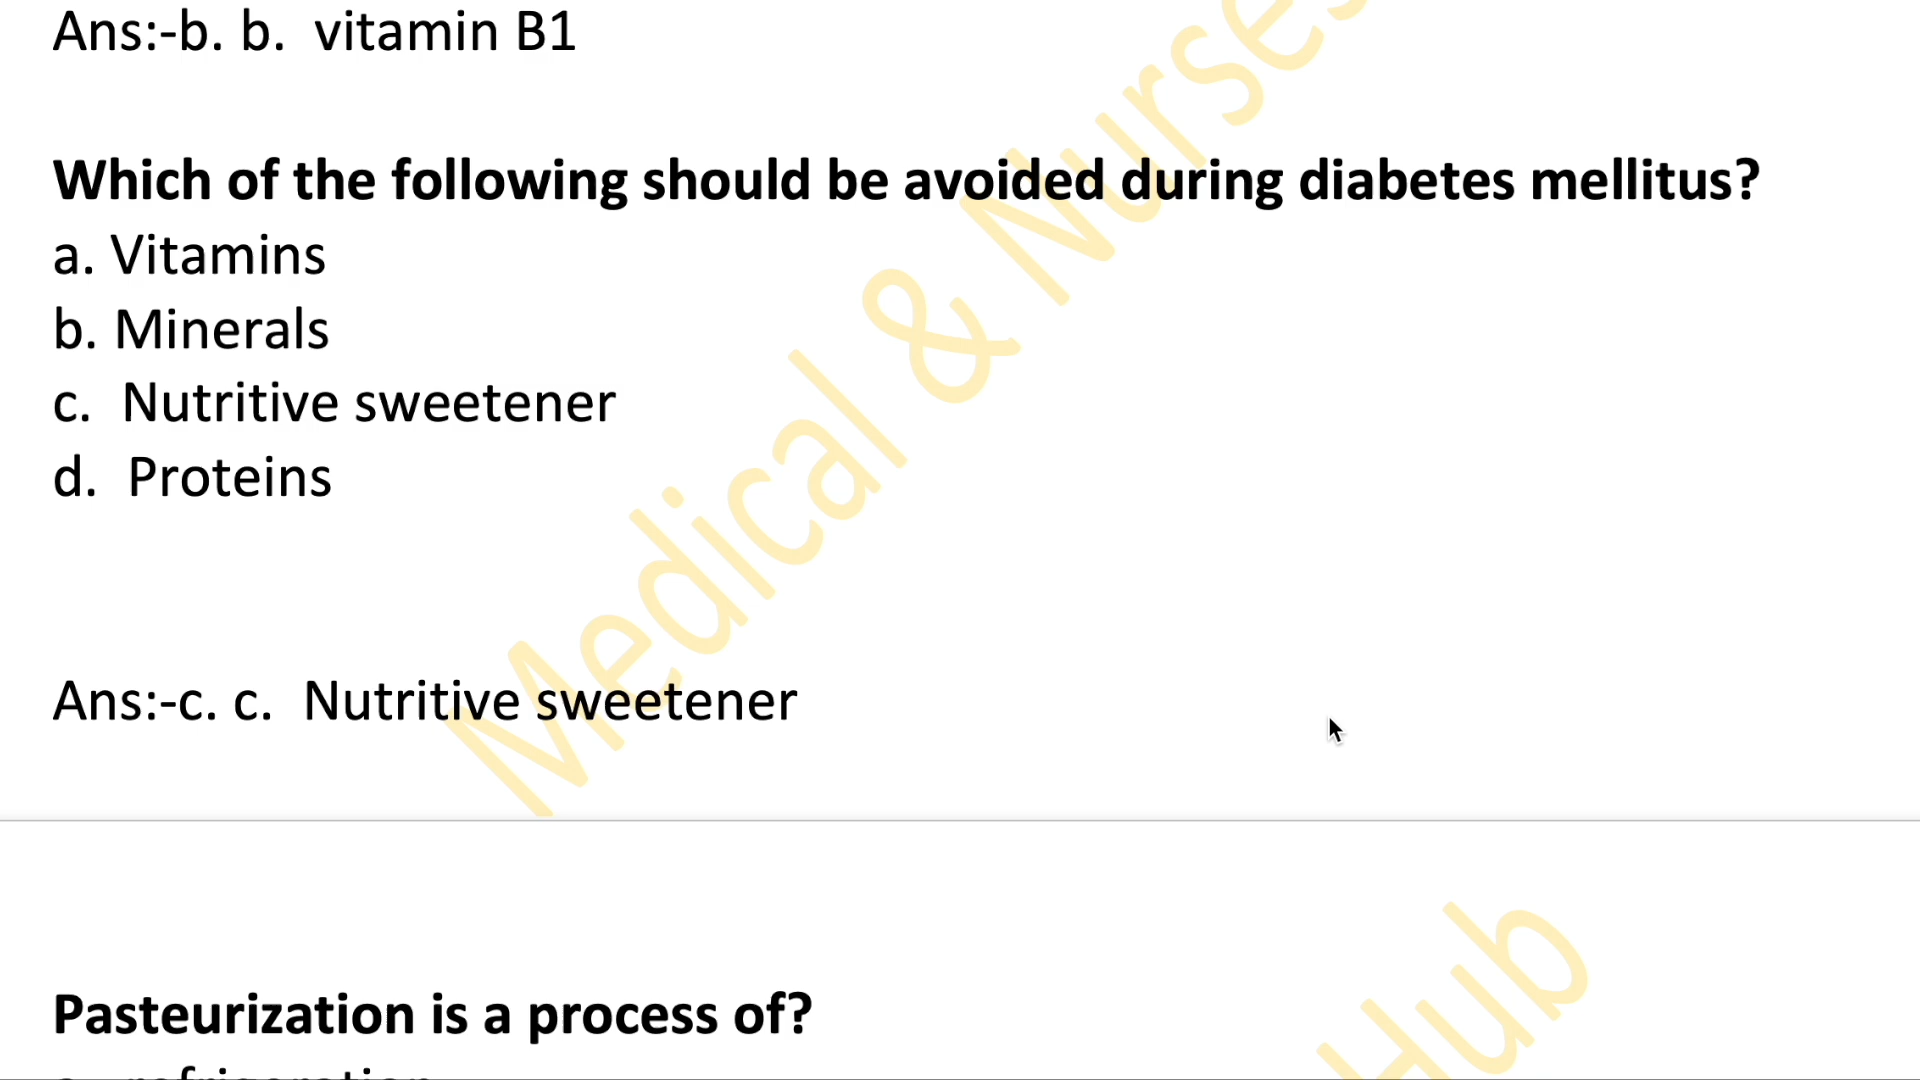 Ans:-b. b. vitamin B1
Which of the following should be avoided during diabetes mellitus?
a. Vitamins
b. Minerals
c. Nutritive sweetener
d. Proteins
Ans:-c. c. Nutritive sweetener
Medical & Nurses
Pasteurization is a process of?
a. refrigeration
Hub